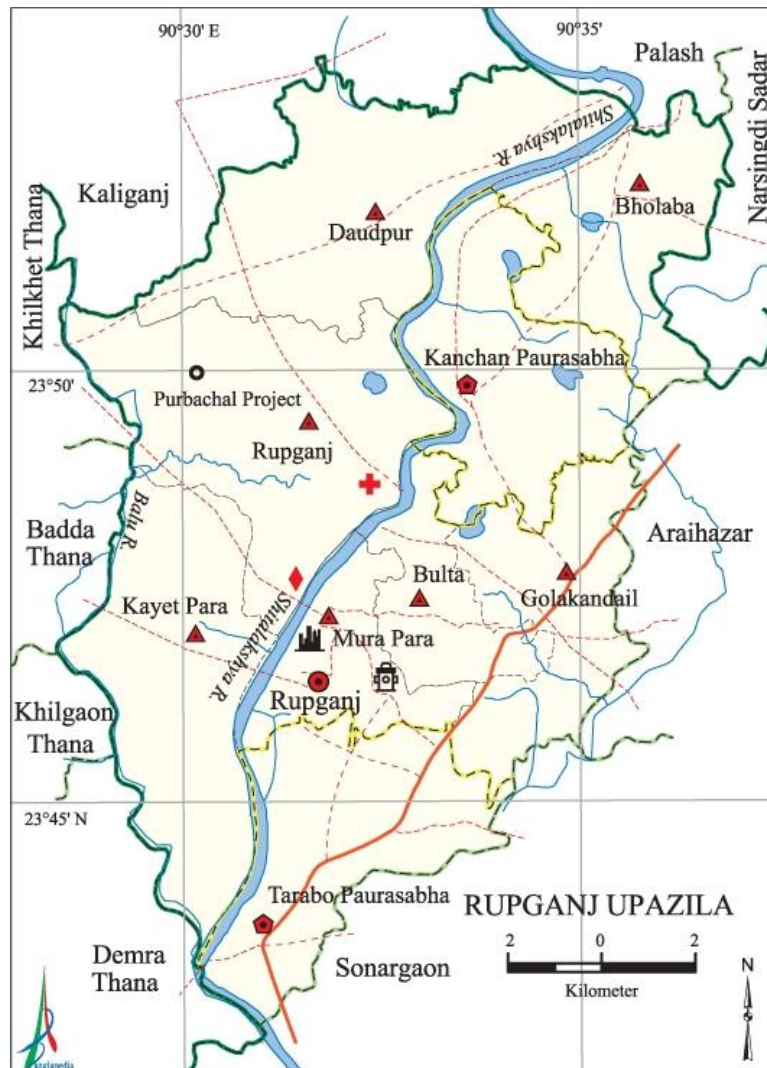 90°30' E
90°35'
Palash
Narsingdi Sadar
Shitalakshya R.
Kaliganj
Bholaba
Daudpur
Khilkhet Thana
Kanchan Paurasabha
23°50'
Purbachal Project
Rupganj
Balu R.
Badda
Thana
Araihazar
Bulta
Golakandail
Kayet Para
Shitalakshya R.
Mura Para
Rupganj
Khilgaon
Thana
23°45' N
Tarabo Paurasabha
RUPGANJ UPAZILA
2 0 2
Kilometer
N
Demra
Thana
Sonargaon